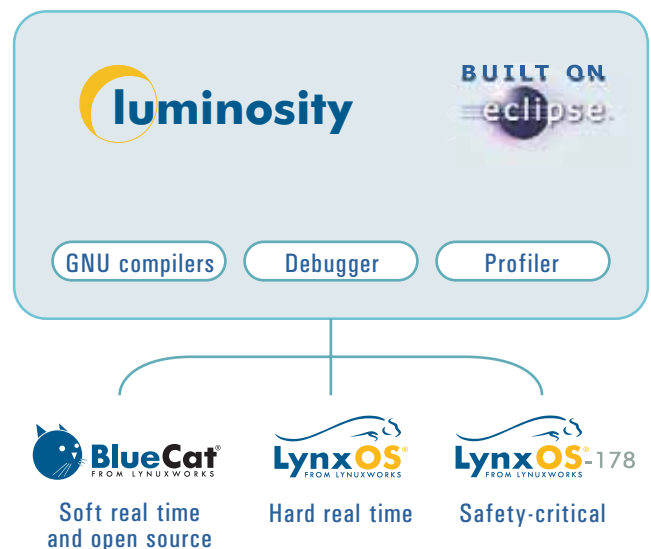 luminosity
BUILT ON
eclipse.
GNU compilers
Debugger
Profiler
BlueCat®
FROM LYNUXWORKS
LynxOS®
FROM LYNUXWORKS
LynxOS®-178
FROM LYNUXWORKS
Soft real time
and open source
Hard real time
Safety-critical